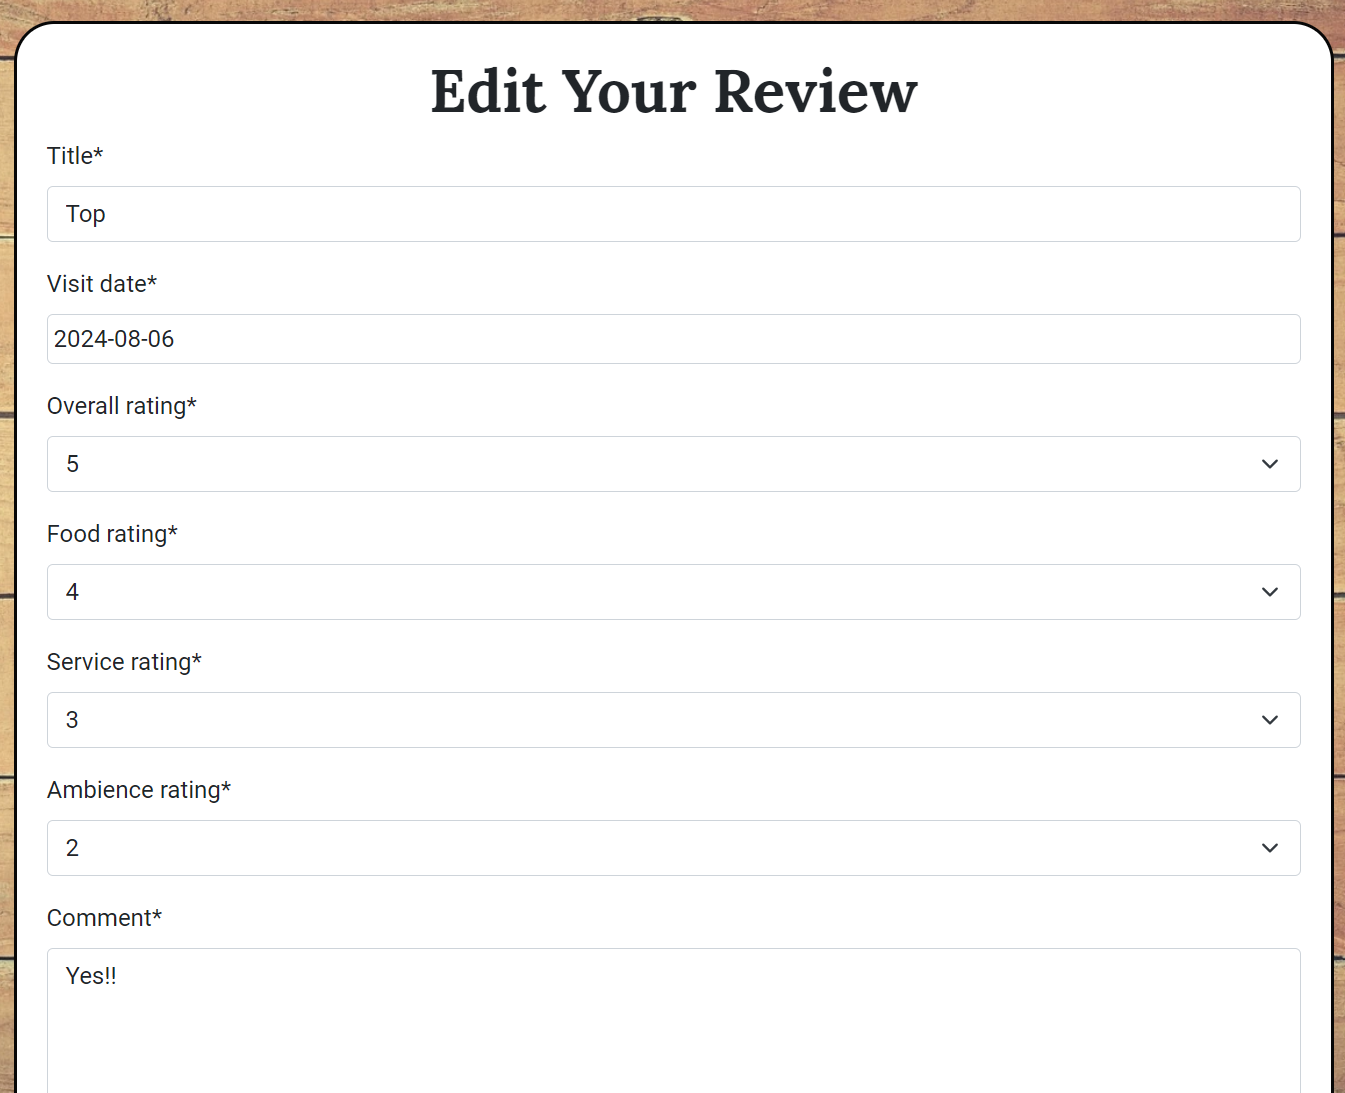 Edit Your Review
Title*
Top
Visit date*
2024-08-06
Overall rating*
5
Food rating*
4
Service rating*
3
Ambience rating*
2
Comment*
Yes!!